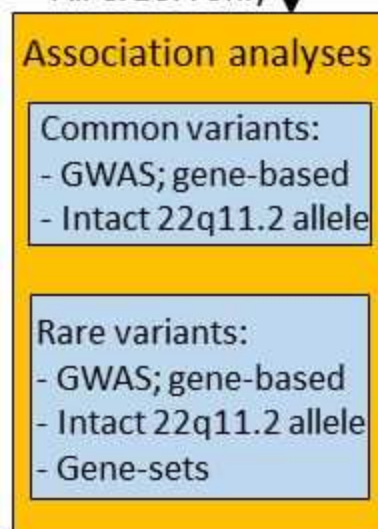 Association analyses
Common variants:
- GWAS; gene-based
- Intact 22q11.2 allele
Rare variants:
- GWAS; gene-based
- Intact 22q11.2 allele
- Gene-sets